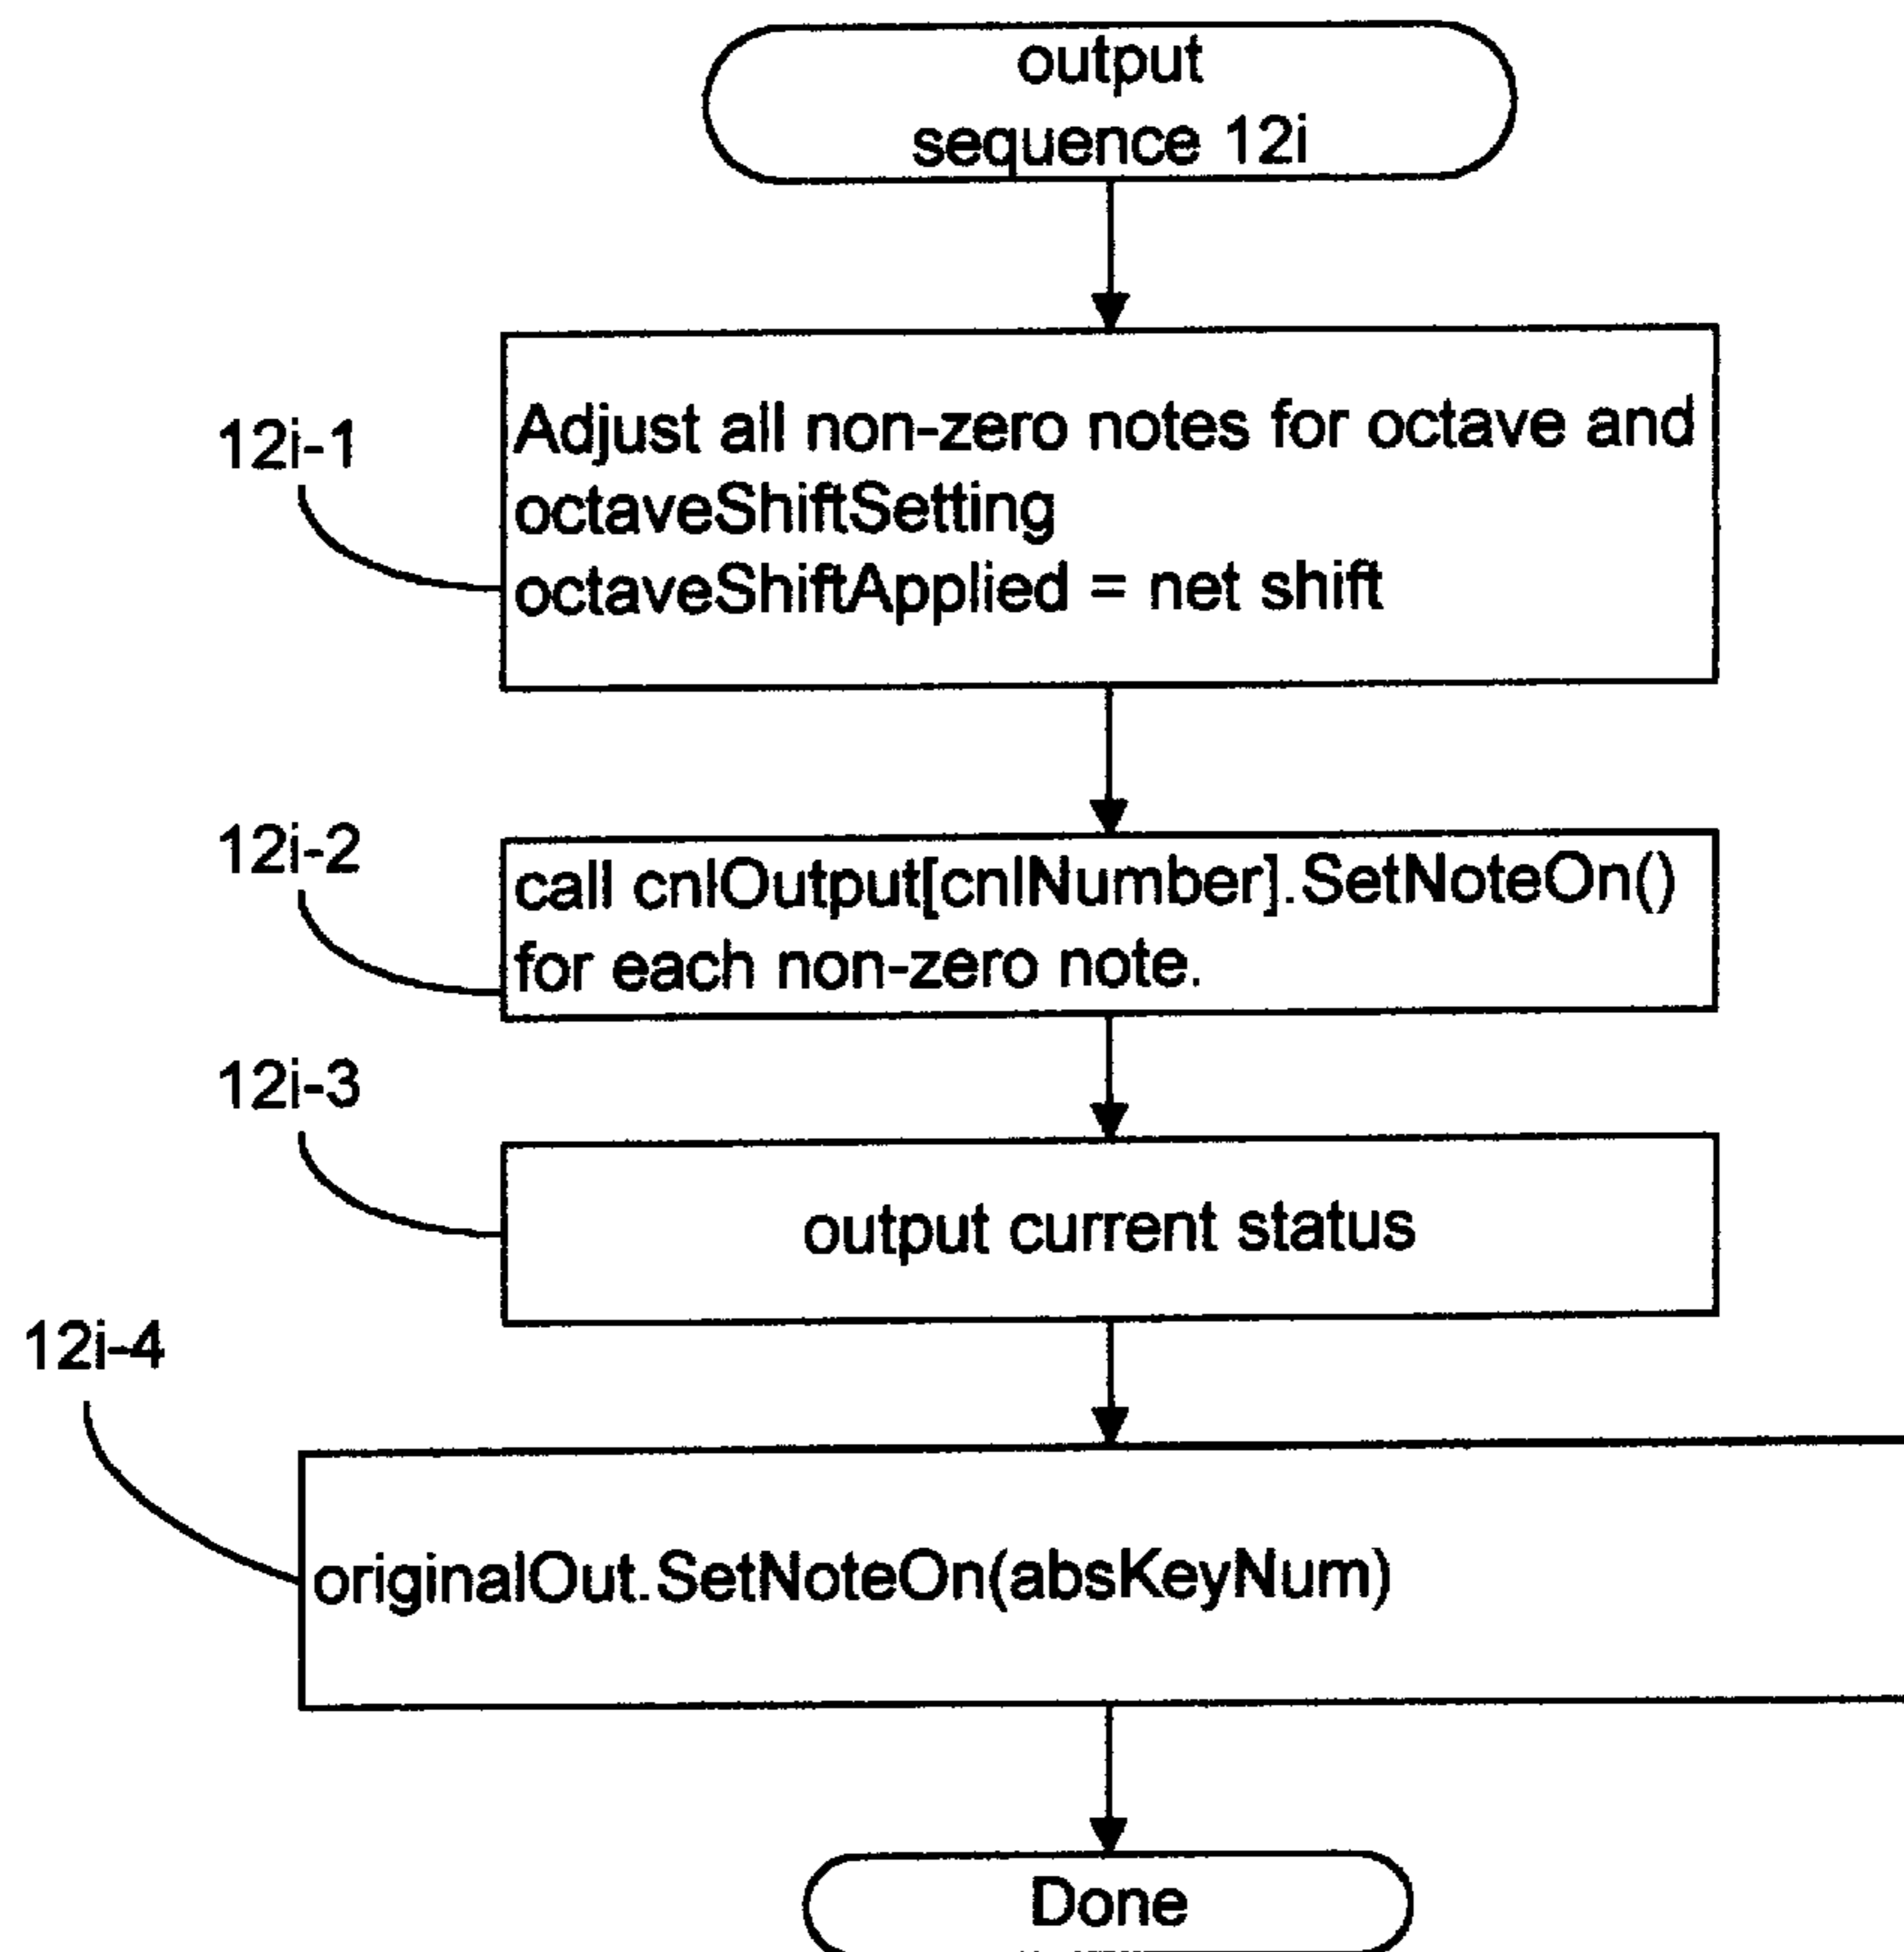 output
sequence 12i
12i-1
Adjust all non-zero notes for octave and
octaveShiftSetting
octaveShiftApplied = net shift
12i-2
call cnlOutput[cnlNumber].SetNoteOn()
for each non-zero note.
12i-3
output current status
12i-4
originalOut.SetNoteOn(absKeyNum)
Done